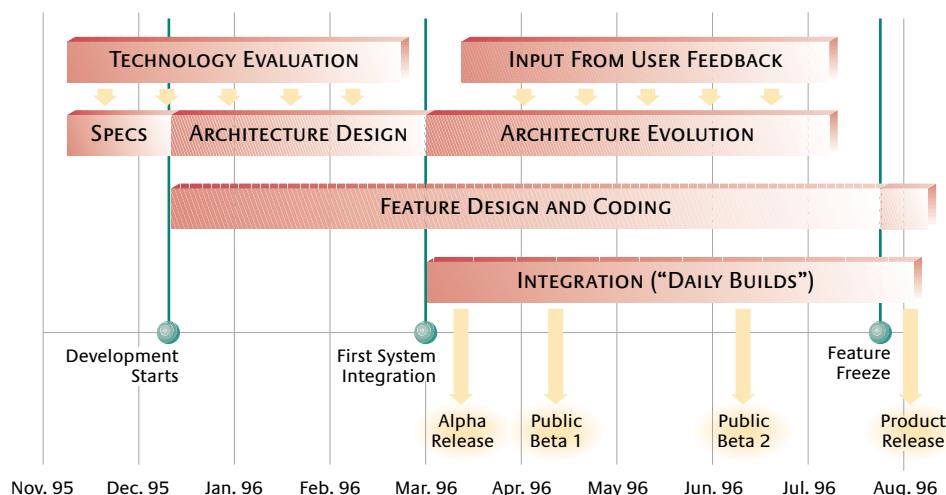 TECHNOLOGY EVALUATION
INPUT FROM USER FEEDBACK
SPECS
ARCHITECTURE DESIGN
ARCHITECTURE EVOLUTION
FEATURE DESIGN AND CODING
INTEGRATION (“DAILY BUILDS”)
Development
Starts
First System
Integration
Feature
Freeze
Alpha
Release
Public
Beta 1
Public
Beta 2
Product
Release
Nov. 95 Dec. 95 Jan. 96 Feb. 96 Mar. 96 Apr. 96 May 96 Jun. 96 Jul. 96 Aug. 96